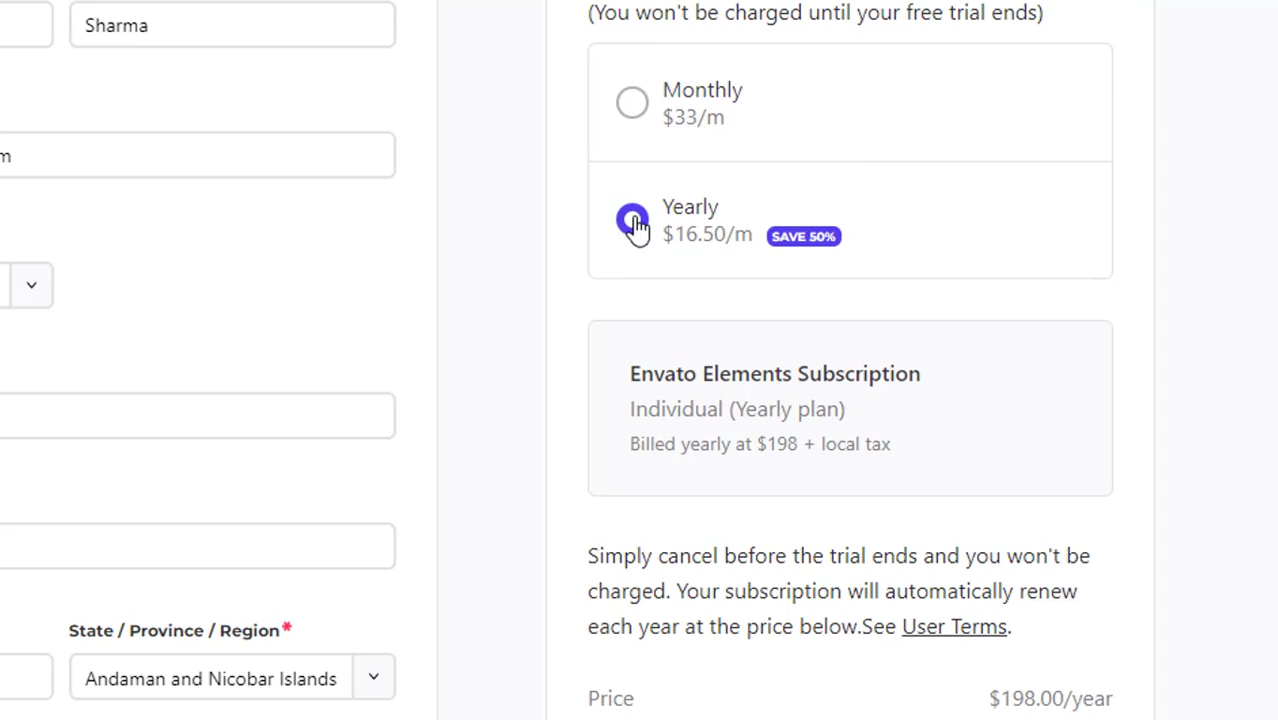 (You won't be charged until your free trial ends)
Sharma
Monthly
$33/m
m
Yearly
$16.50/m SAVE 50%
Envato Elements Subscription
Individual (Yearly plan)
Billed yearly at $198 + local tax
Simply cancel before the trial ends and you won't be
charged. Your subscription will automatically renew
each year at the price below.See User Terms.
State / Province / Region*
Andaman and Nicobar Islands
Price $198.00/year